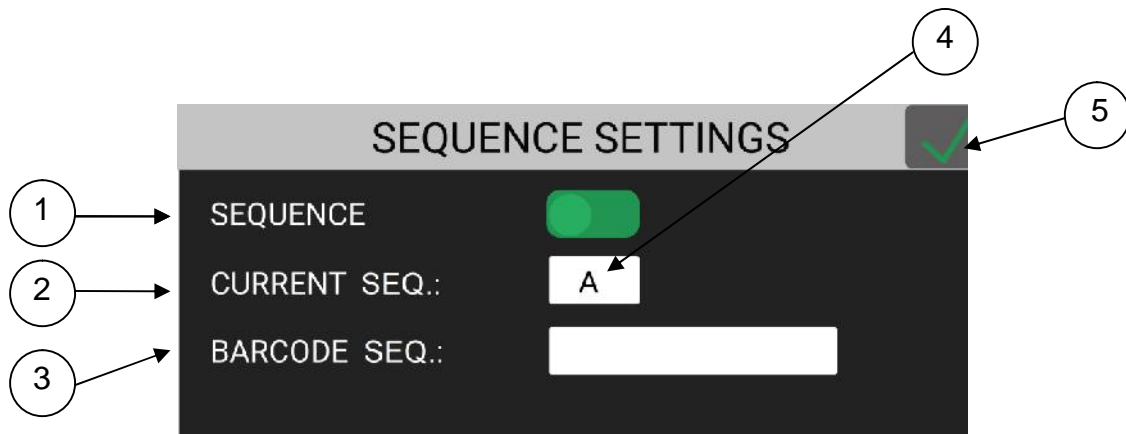 4
5
SEQUENCE SETTINGS
1
SEQUENCE
2
CURRENT SEQ.:
A
3
BARCODE SEQ.: